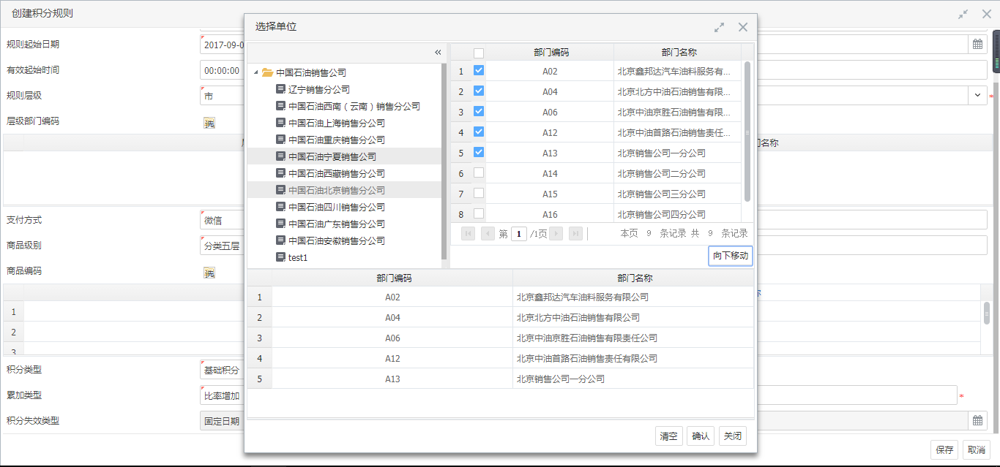 创建积分规则
规则起始日期
2017-09-0
有效起始时间
00:00:00
规则层级
市
*
层级部门编码
选
门名称
支付方式
微信
商品级别
分类五层
商品编码
选
1
2
3
积分类型
基础积分
累加类型
比率增加
*
积分失效类型
固定日期
保存
取消
选择单位
«
中国石油销售公司
辽宁销售分公司
中国石油西南（云南）销售分公司
中国石油上海销售分公司
中国石油重庆销售分公司
中国石油宁夏销售分公司
中国石油西藏销售分公司
中国石油北京销售分公司
中国石油四川销售分公司
中国石油广东销售分公司
中国石油安徽销售分公司
test1
部门编码 部门名称
1 A02 北京鑫邦达汽车油料服务有...
2 A04 北京北方中油石油销售有限...
3 A06 北京中油京胜石油销售有限...
4 A12 北京中油首路石油销售责任...
5 A13 北京销售公司一分公司
6 A14 北京销售公司二分公司
7 A15 北京销售公司三分公司
8 A16 北京销售公司四分公司
第 1 /1页 本页 9 条记录 共 9 条记录
向下移动
部门编码 部门名称
1 A02 北京鑫邦达汽车油料服务有限公司
2 A04 北京北方中油石油销售有限公司
3 A06 北京中油京胜石油销售有限责任公司
4 A12 北京中油首路石油销售责任有限公司
5 A13 北京销售公司一分公司
清空 确认 关闭